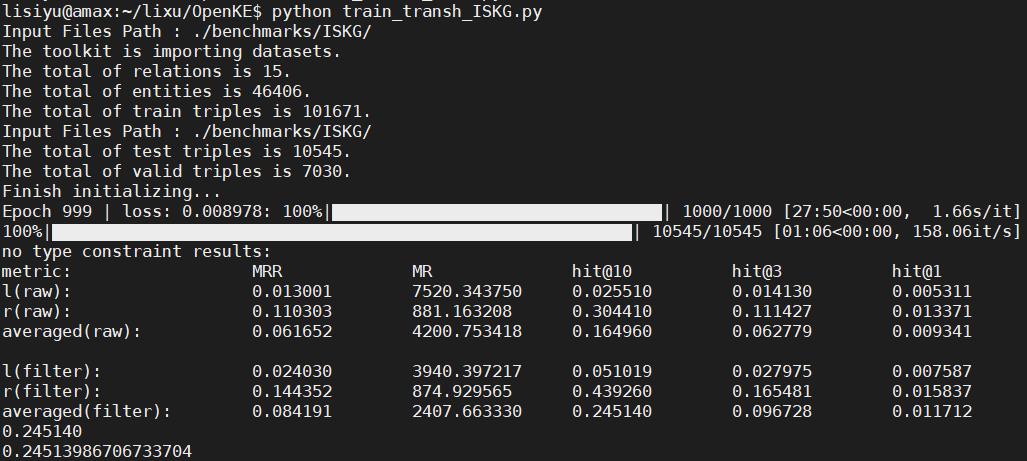 lisiyu@amax:~/lixu/OpenKE$ python train_transh_ISKG.py
Input Files Path : ./benchmarks/ISKG/
The toolkit is importing datasets.
The total of relations is 15.
The total of entities is 46406.
The total of train triples is 101671.
Input Files Path : ./benchmarks/ISKG/
The total of test triples is 10545.
The total of valid triples is 7030.
Finish initializing...
Epoch 999 | loss: 0.008978: 100%|██████████| 1000/1000 [27:50<00:00,  1.66s/it]
100%|██████████| 10545/10545 [01:06<00:00, 158.06it/s]
no type constraint results:
metric: MRR MR hit@10 hit@3 hit@1
l(raw): 0.013001 7520.343750 0.025510 0.014130 0.005311
r(raw): 0.110303 881.163208 0.304410 0.111427 0.013371
averaged(raw): 0.061652 4200.753418 0.164960 0.062779 0.009341
l(filter): 0.024030 3940.397217 0.051019 0.027975 0.007587
r(filter): 0.144352 874.929565 0.439260 0.165481 0.015837
averaged(filter): 0.084191 2407.663330 0.245140 0.096728 0.011712
0.245140
0.24513986706733704